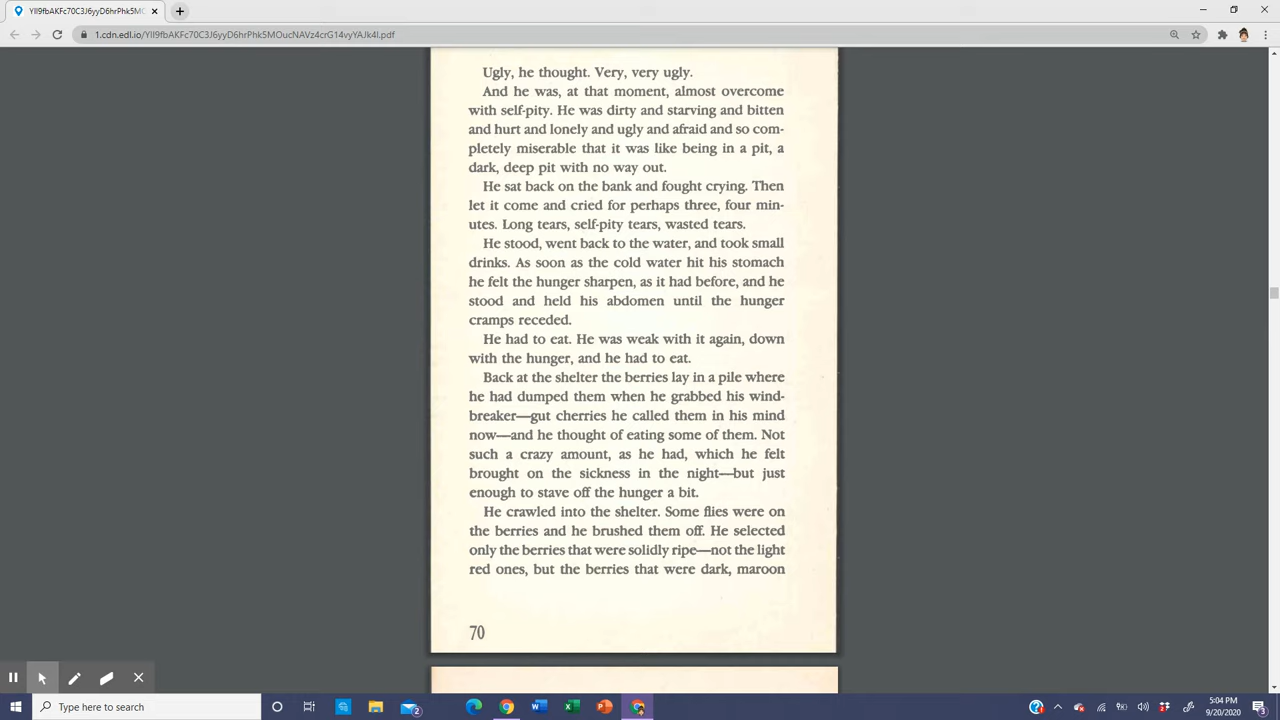 YII9fbAKFc70C3J6yyD6hrPhk5MO
1.cdn.edl.io/YII9fbAKFc70C3J6yyD6hrPhk5MOucNAVz4crG14vyYAJk4l.pdf
Ugly, he thought. Very, very ugly.
And he was, at that moment, almost overcome
with self-pity. He was dirty and starving and bitten
and hurt and lonely and ugly and afraid and so com-
pletely miserable that it was like being in a pit, a
dark, deep pit with no way out.
He sat back on the bank and fought crying. Then
let it come and cried for perhaps three, four min-
utes. Long tears, self-pity tears, wasted tears.
He stood, went back to the water, and took small
drinks. As soon as the cold water hit his stomach
he felt the hunger sharpen, as it had before, and he
stood and held his abdomen until the hunger
cramps receded.
He had to eat. He was weak with it again, down
with the hunger, and he had to eat.
Back at the shelter the berries lay in a pile where
he had dumped them when he grabbed his wind-
breaker—gut cherries he called them in his mind
now—and he thought of eating some of them. Not
such a crazy amount, as he had, which he felt
brought on the sickness in the night—but just
enough to stave off the hunger a bit.
He crawled into the shelter. Some flies were on
the berries and he brushed them off. He selected
only the berries that were solidly ripe—not the light
red ones, but the berries that were dark, maroon
70
Type here to search
2
5:04 PM
9/20/2020
3